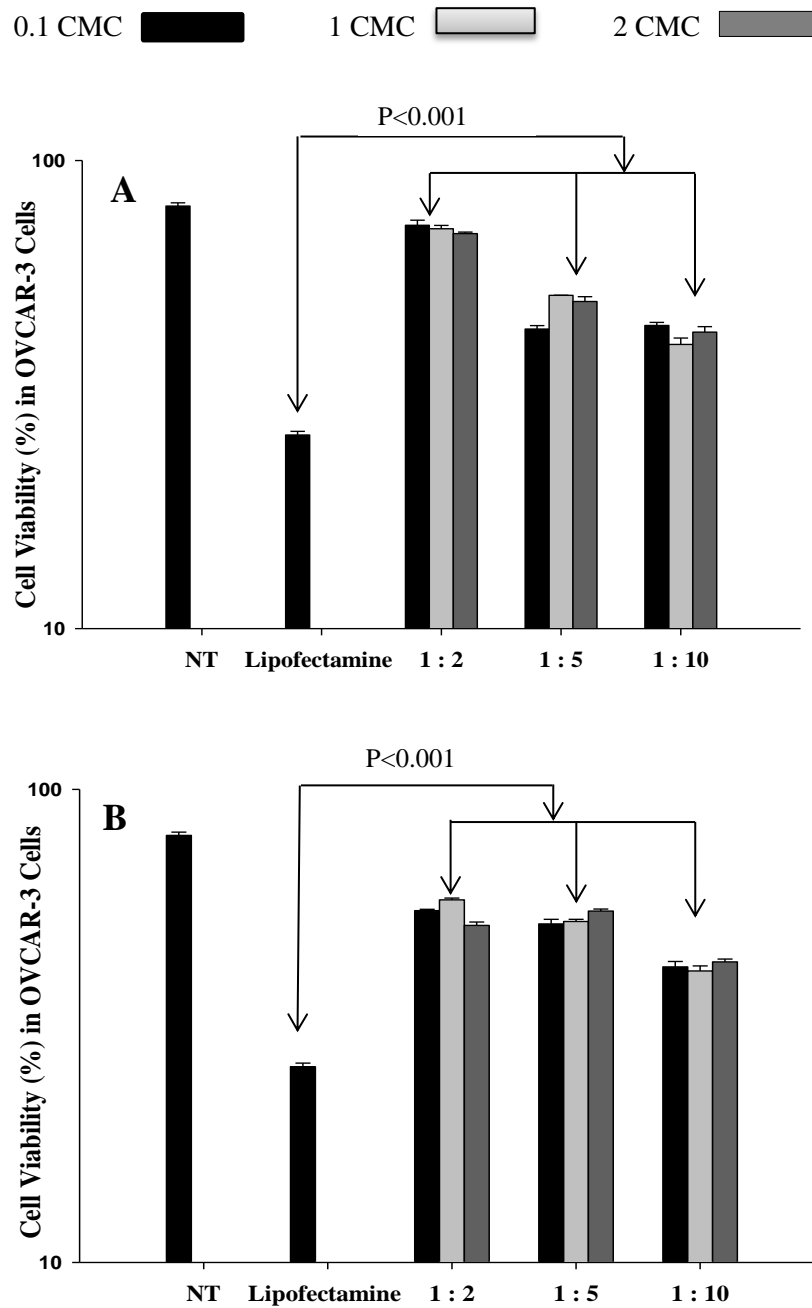 0.1 CMC 1 CMC 2 CMC
P<0.001
100
A
Cell Viability (%) in OVCAR-3 Cells
10
NT Lipofectamine 1 : 2 1 : 5 1 : 10
P<0.001
100
B
Cell Viability (%) in OVCAR-3 Cells
10
NT Lipofectamine 1 : 2 1 : 5 1 : 10